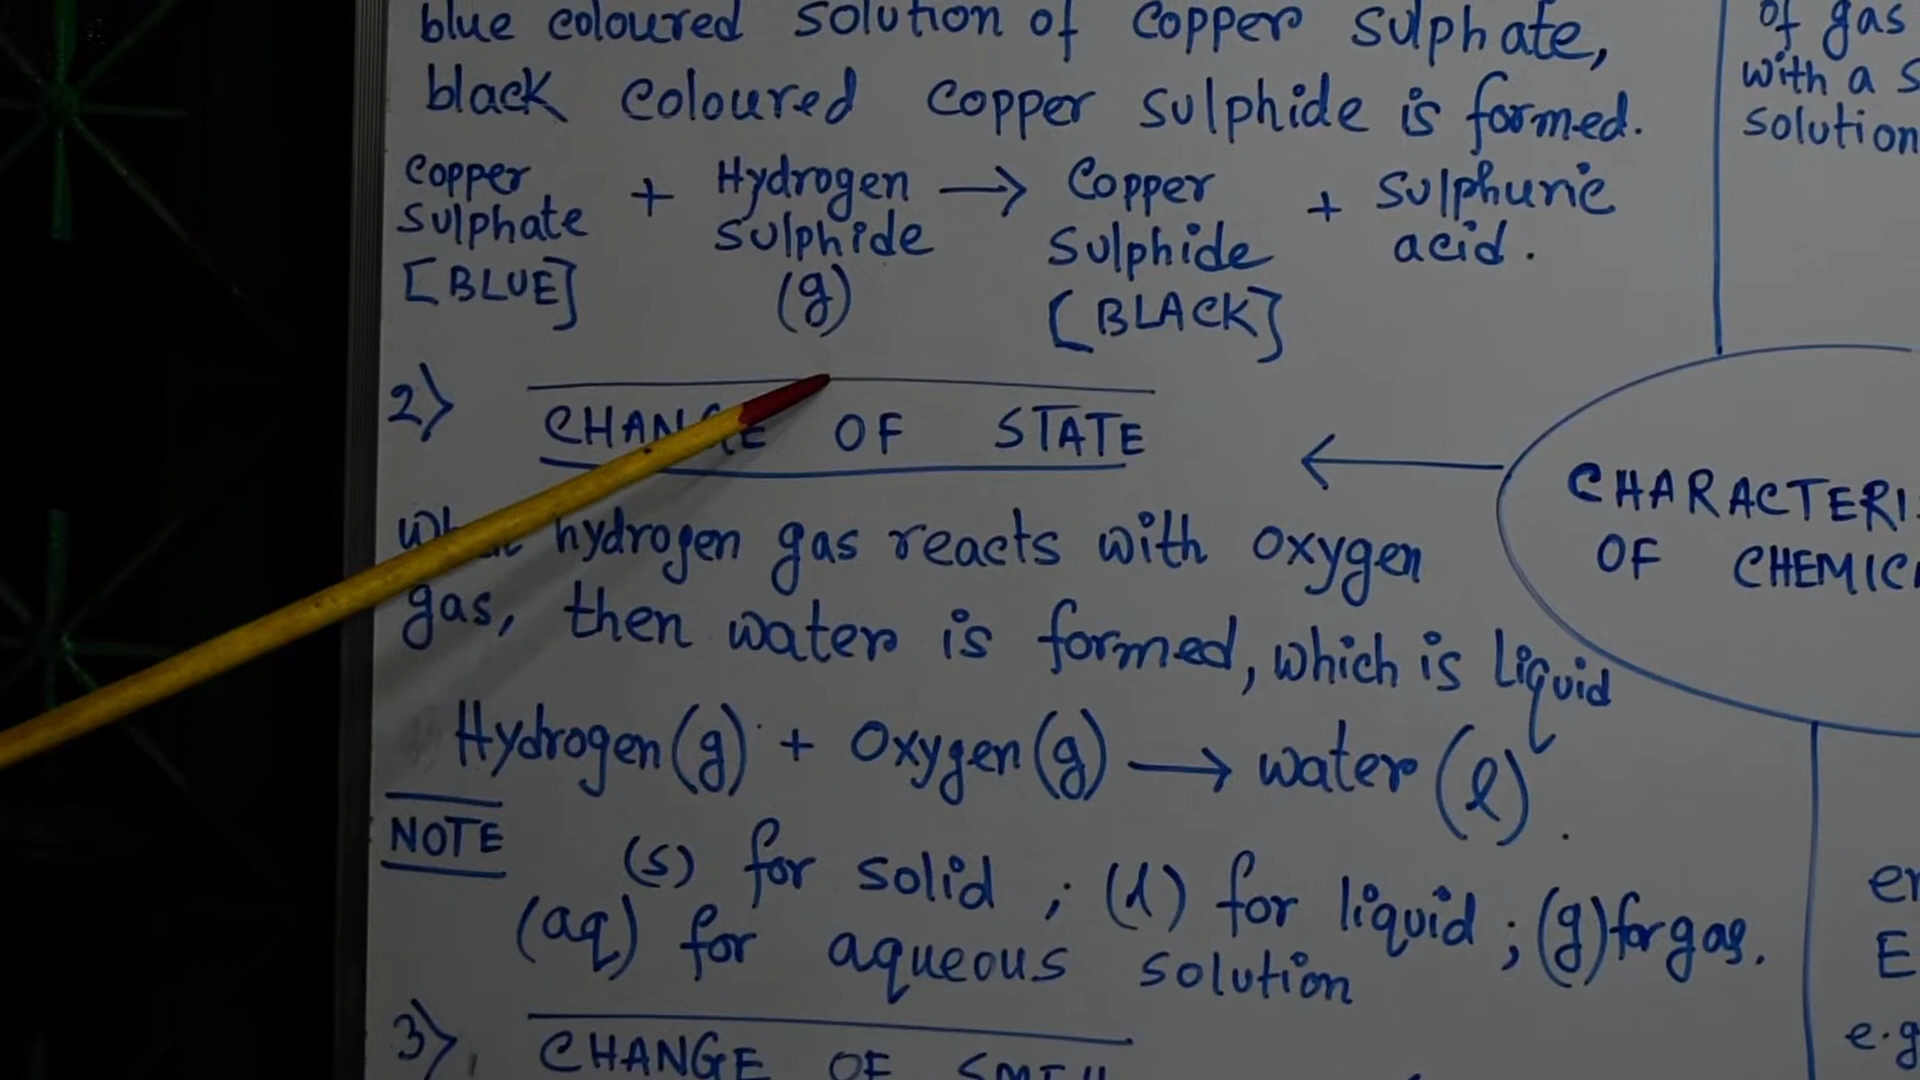 blue coloured solution of copper sulphate,
black coloured copper sulphide is formed.
Copper sulphate [BLUE] + Hydrogen sulphide (g) → Copper sulphide [BLACK] + sulphuric acid.
2) CHANGE OF STATE
hydrogen gas reacts with oxygen
gas, then water is formed, which is liquid
Hydrogen(g) + Oxygen(g) → water (l).
NOTE
(s) for solid ; (l) for liquid ; (g) for gas.
(aq) for aqueous solution
3) CHANGE OF
of gas
with a
solution
CHARACTERI
OF CHEMIC
E
e.g